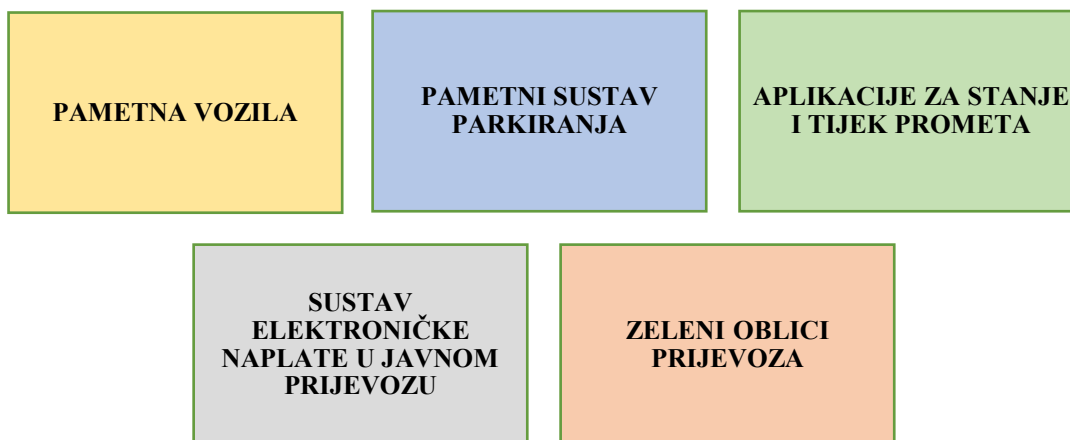 PAMETNA VOZILA
PAMETNI SUSTAV
PARKIRANJA
APLIKACIJE ZA STANJE
I TIJEK PROMETA
SUSTAV
ELEKTRONIČKE
NAPLATE U JAVNOM
PRIJEVOZU
ZELENI OBLICI
PRIJEVOZA